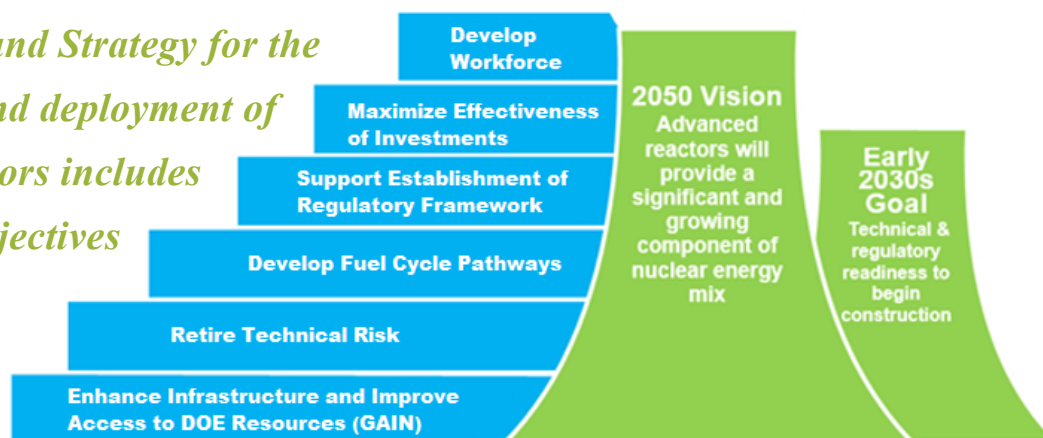 and Strategy for the
nd deployment of
ors includes
jectives
Develop
Workforce
Maximize Effectiveness
of Investments
Support Establishment of
Regulatory Framework
Develop Fuel Cycle Pathways
Retire Technical Risk
Enhance Infrastructure and Improve
Access to DOE Resources (GAIN)
2050 Vision
Advanced
reactors will
provide a
significant and
growing
component of
nuclear energy
mix
Early
2030s
Goal
Technical &
regulatory
readiness to
begin
construction